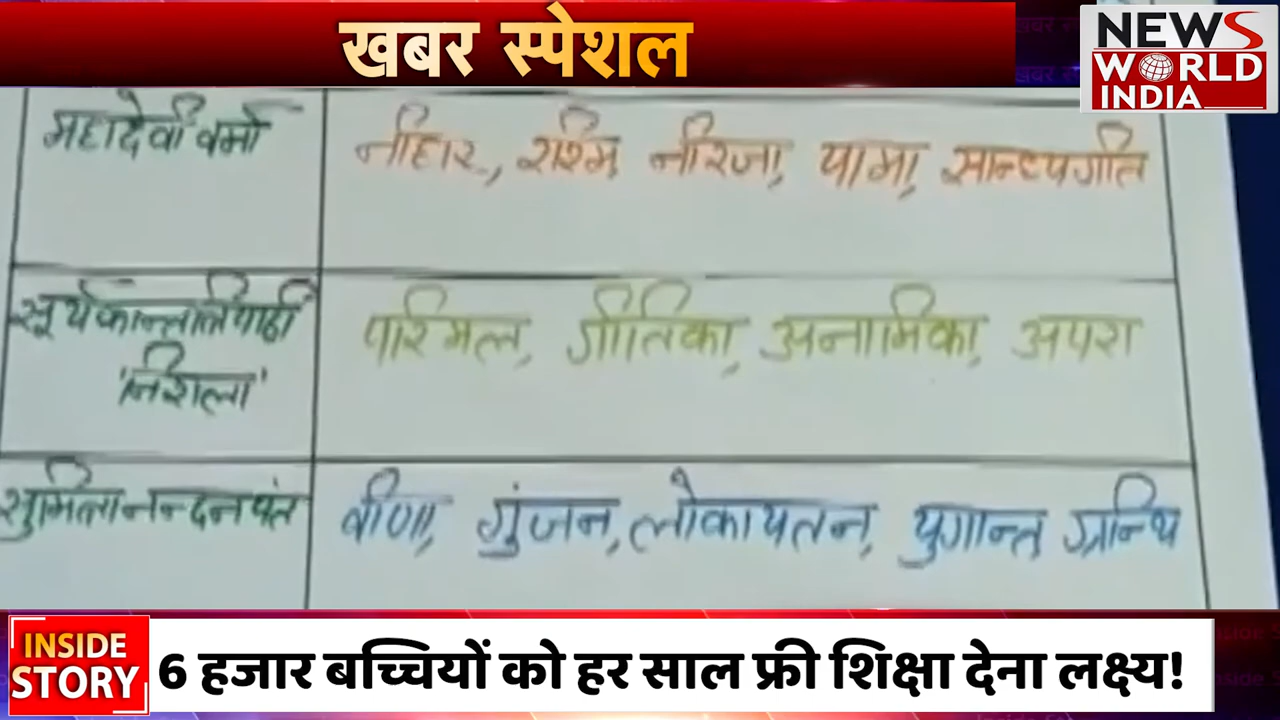 खबर स्पेशल
NEWS
WORLD
INDIA
महादेवी वर्मा
नीहार, रश्मि, नीरजा, यामा, सान्ध्यगीत
सूर्यकान्त त्रिपाठी
'निराला'
परिमल, गीतिका, अनामिका, अपरा
सुमित्रानन्दन पंत
वीणा, गुंजन, लोकायतन, युगान्त ग्रन्थि
INSIDE
STORY
6 हजार बच्चियों को हर साल फ्री शिक्षा देना लक्ष्य!